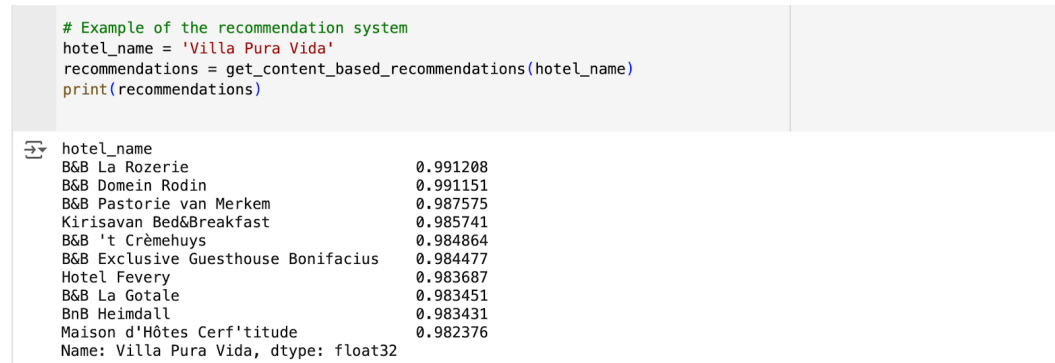 # Example of the recommendation system
hotel_name = 'Villa Pura Vida'
recommendations = get_content_based_recommendations(hotel_name)
print(recommendations)
hotel_name
B&B La Rozerie 0.991208
B&B Domein Rodin 0.991151
B&B Pastorie van Merkem 0.987575
Kirisavan Bed&Breakfast 0.985741
B&B 't Crèmehuys 0.984864
B&B Exclusive Guesthouse Bonifacius 0.984477
Hotel Fevery 0.983687
B&B La Gotale 0.983451
BnB Heimdall 0.983431
Maison d'Hôtes Cerf'titude 0.982376
Name: Villa Pura Vida, dtype: float32